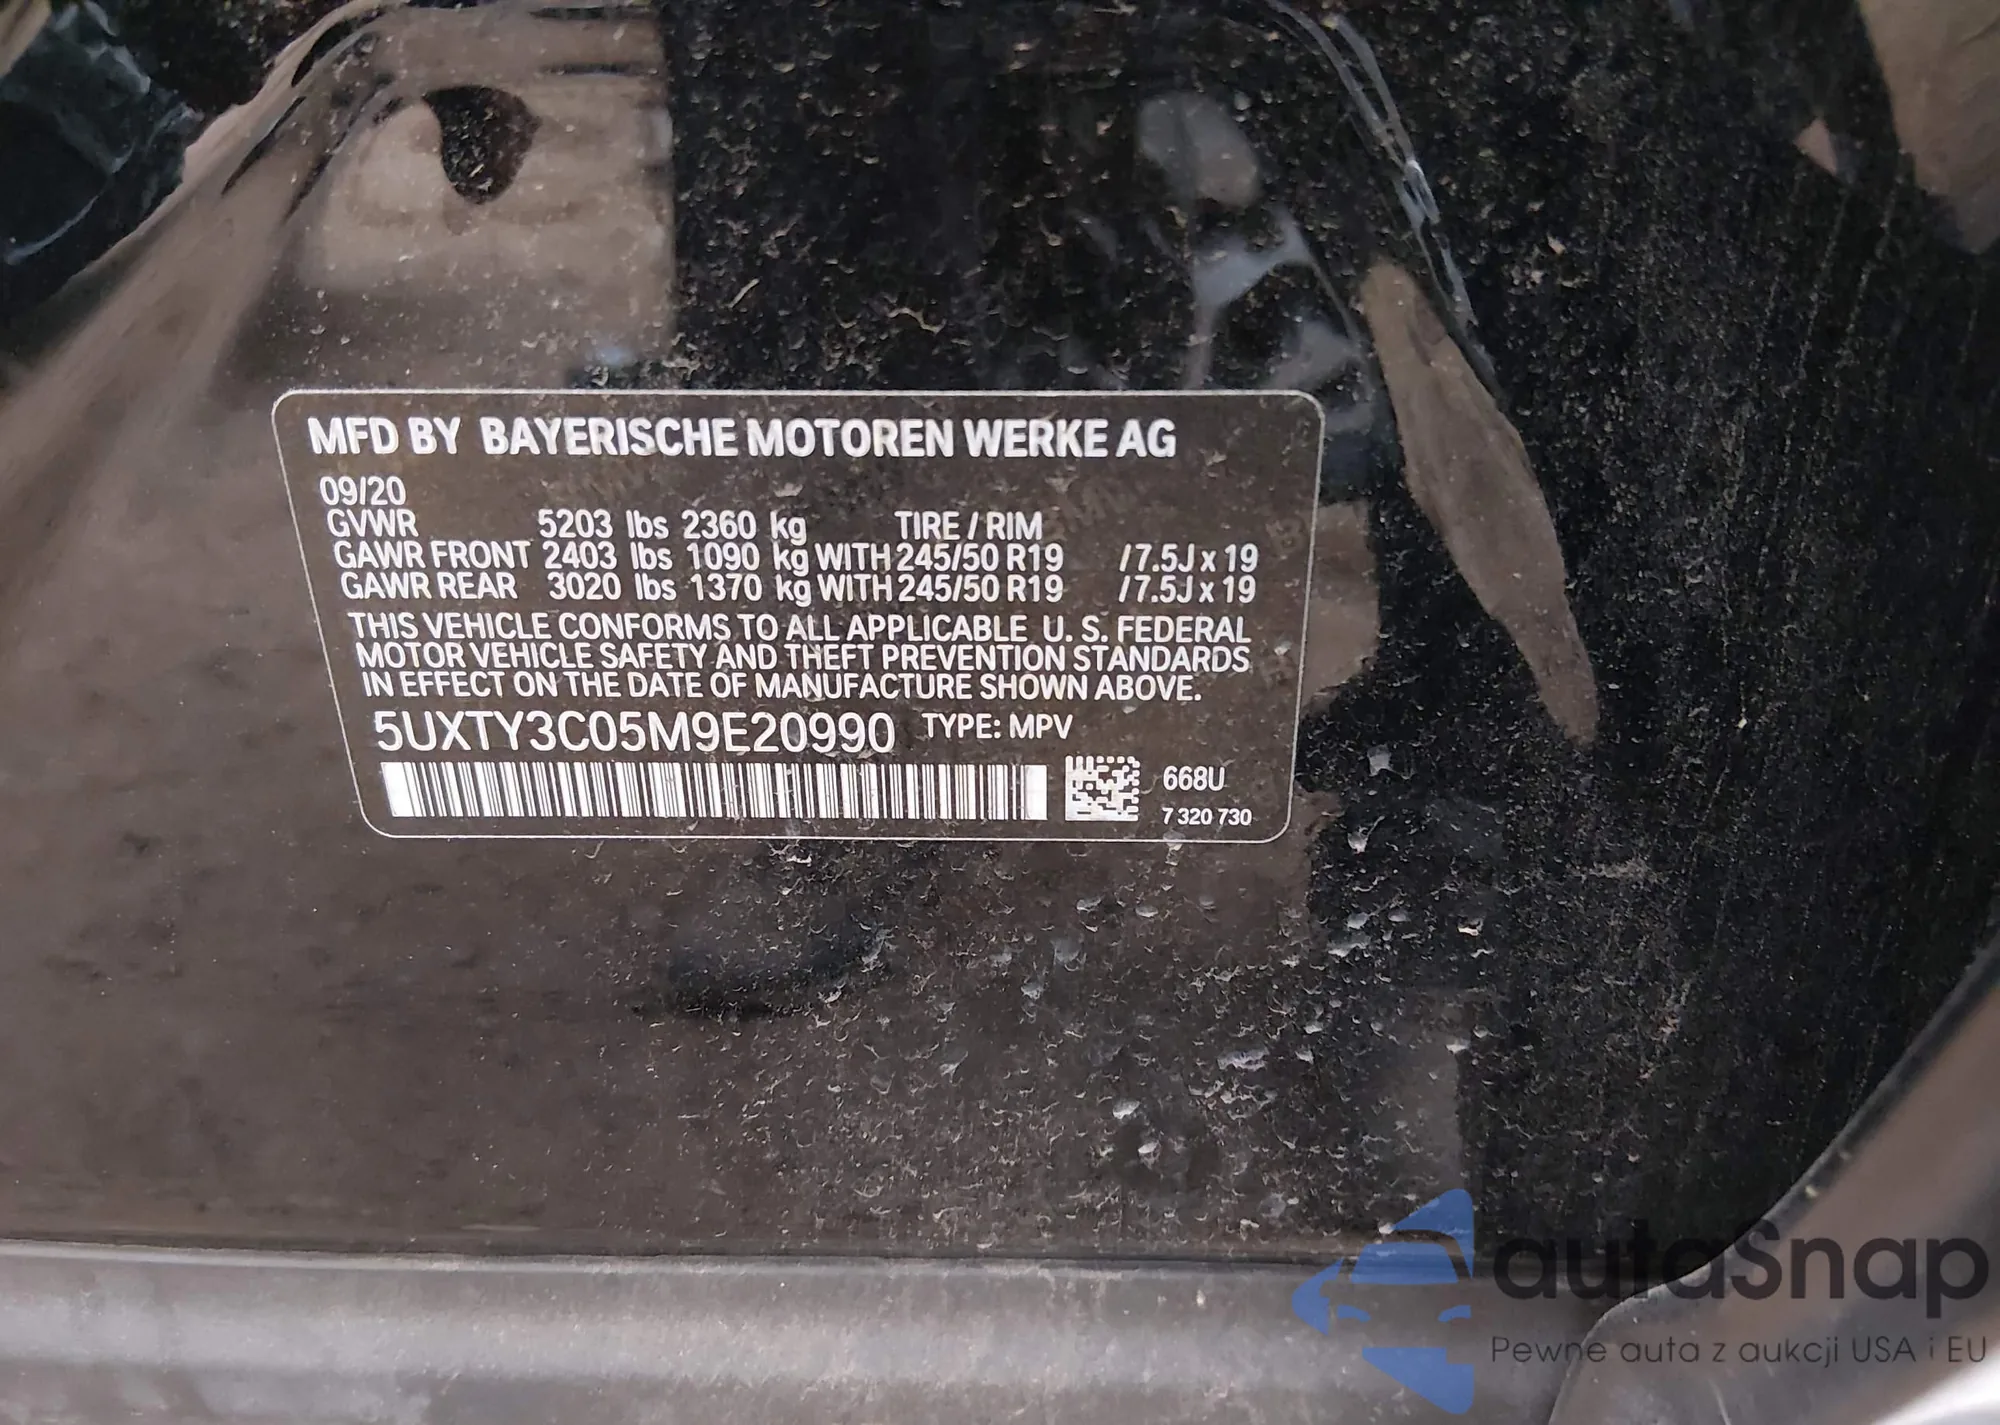 MFD BY BAYERISCHE MOTOREN WERKE AG
09/20
GVWR 5203 lbs 2360 kg TIRE / RIM
GAWR FRONT 2403 lbs 1090 kg WITH 245/50 R19 /7.5J x 19
GAWR REAR 3020 lbs 1370 kg WITH 245/50 R19 /7.5J x 19
THIS VEHICLE CONFORMS TO ALL APPLICABLE U. S. FEDERAL
MOTOR VEHICLE SAFETY AND THEFT PREVENTION STANDARDS
IN EFFECT ON THE DATE OF MANUFACTURE SHOWN ABOVE.
5UXTY3C05M9E20990 TYPE: MPV
668U
7 320 730
autaSnap
Pewne auta z aukcji USA i EU